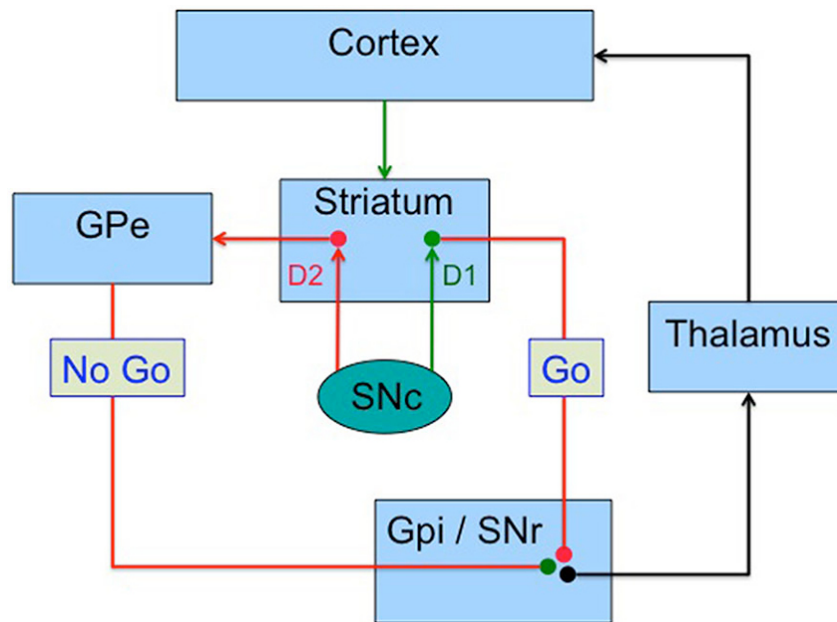 Cortex
Striatum
GPe
D2
D1
Thalamus
No Go
Go
SNc
Gpi / SNr